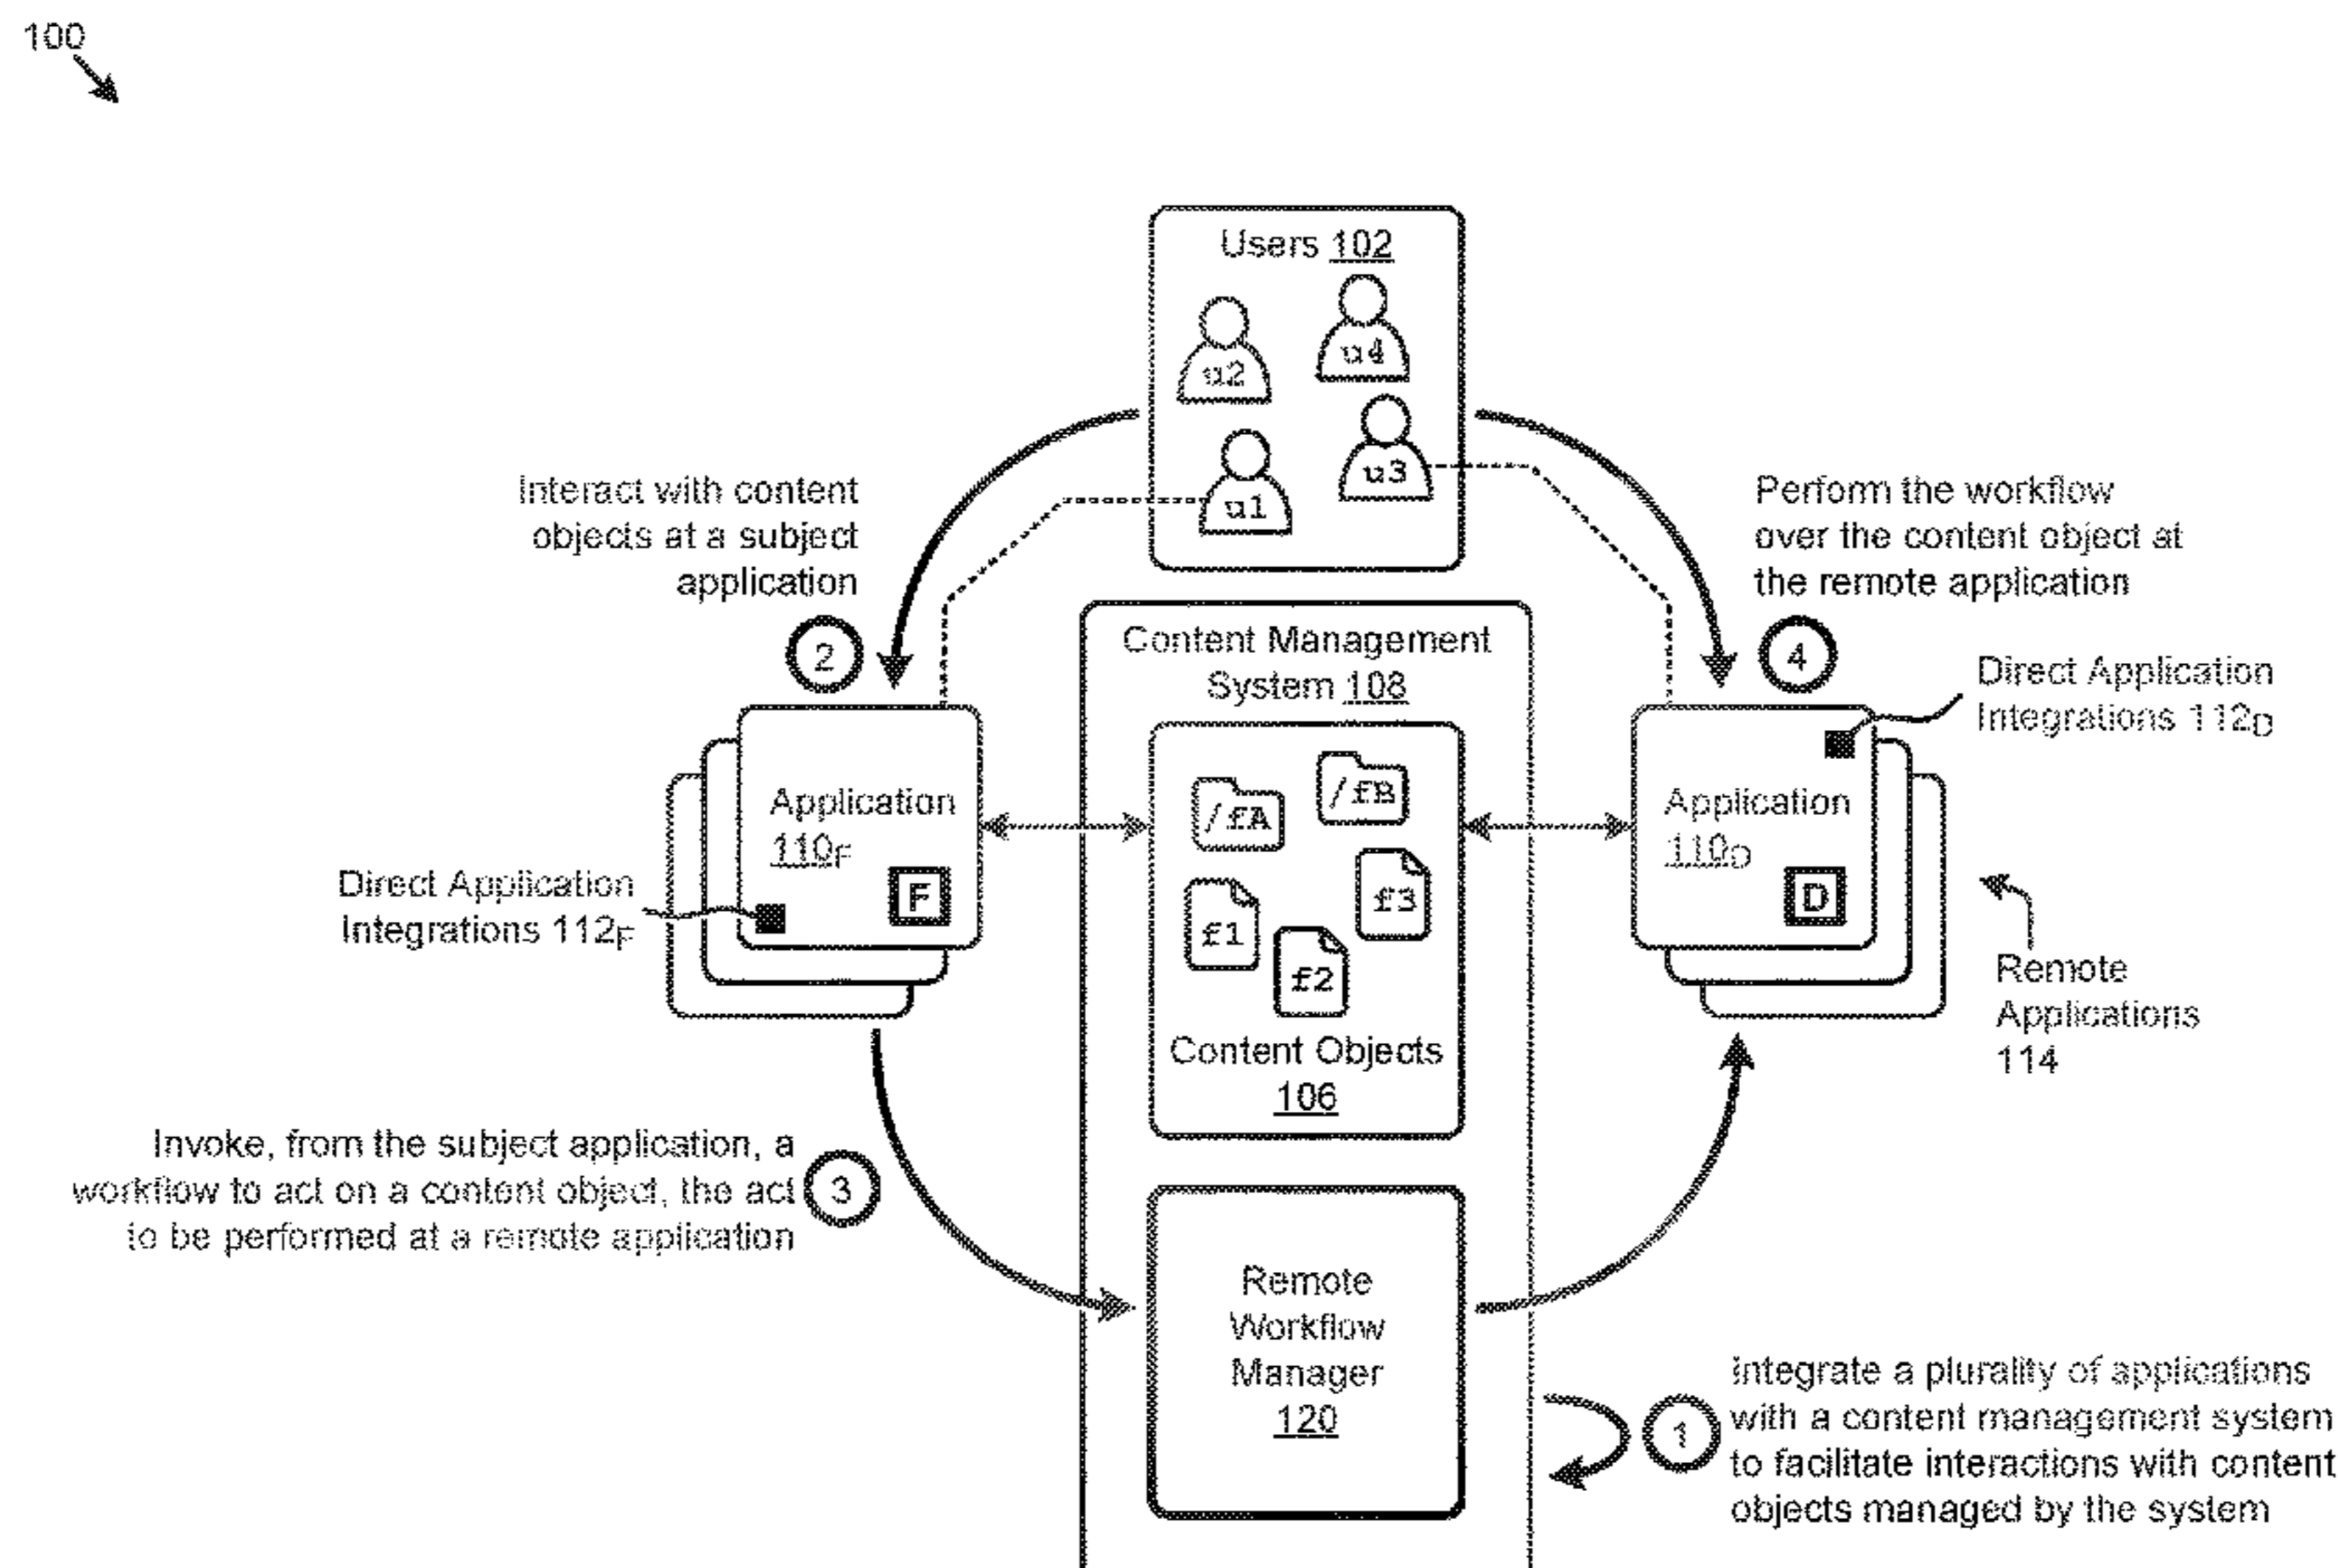 100
Users 102
u2
u4
u1
u3
Interact with content
objects at a subject
application
2
Perform the workflow
over the content object at
the remote application
4
Content Management
System 108
Direct Application
Integrations 112D
Application
110F
F
Direct Application
Integrations 112F
/fA
/fB
f1
f2
f3
Content Objects
106
Application
110D
D
Remote
Applications
114
Invoke, from the subject application, a
workflow to act on a content object, the act
to be performed at a remote application
3
Remote
Workflow
Manager
120
1
Integrate a plurality of applications
with a content management system
to facilitate interactions with content
objects managed by the system